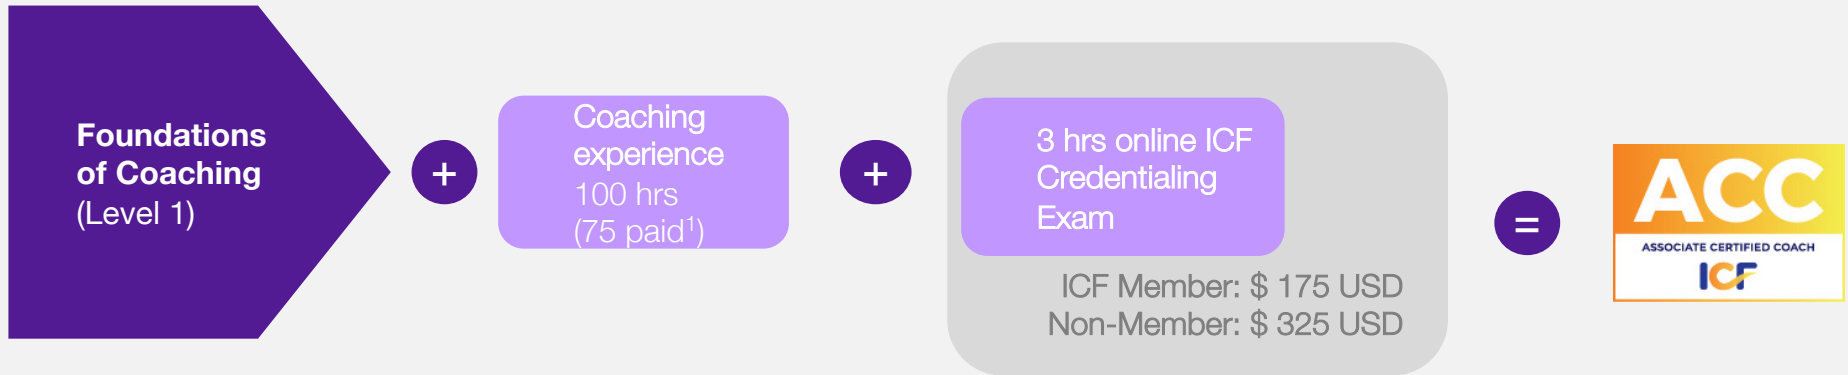 Foundations
of Coaching
(Level 1)
+
Coaching
experience
100 hrs
(75 paid¹)
+
3 hrs online ICF
Credentialing
Exam
ICF Member: $ 175 USD
Non-Member: $ 325 USD
=
ACC
ASSOCIATE CERTIFIED COACH
ICF